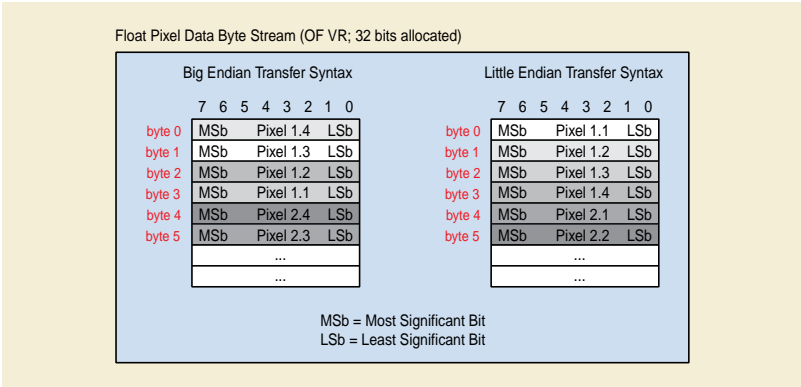 Float Pixel Data Byte Stream (OF VR; 32 bits allocated)
Big Endian Transfer Syntax
7 6 5 4 3 2 1 0
byte 0 MSb Pixel 1.4 LSb
byte 1 MSb Pixel 1.3 LSb
byte 2 MSb Pixel 1.2 LSb
byte 3 MSb Pixel 1.1 LSb
byte 4 MSb Pixel 2.4 LSb
byte 5 MSb Pixel 2.3 LSb
...
...
Little Endian Transfer Syntax
7 6 5 4 3 2 1 0
byte 0 MSb Pixel 1.1 LSb
byte 1 MSb Pixel 1.2 LSb
byte 2 MSb Pixel 1.3 LSb
byte 3 MSb Pixel 1.4 LSb
byte 4 MSb Pixel 2.1 LSb
byte 5 MSb Pixel 2.2 LSb
...
...
MSb = Most Significant Bit
LSb = Least Significant Bit